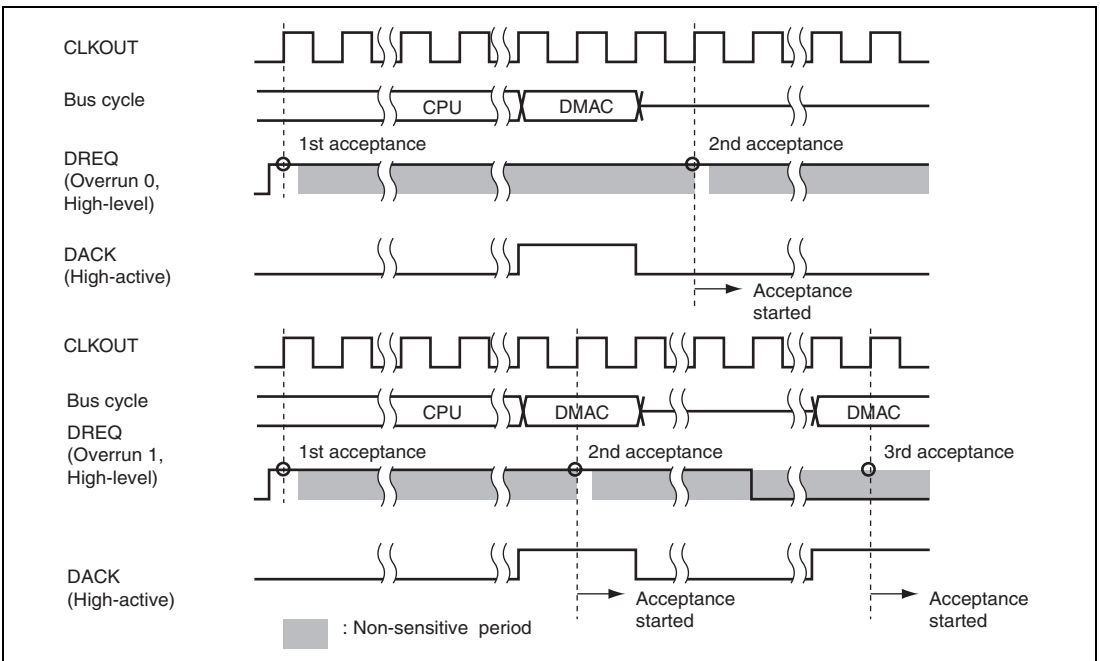 CLKOUT
Bus cycle
CPU
DMAC
DREQ
(Overrun 0,
High-level)
1st acceptance
2nd acceptance
DACK
(High-active)
Acceptance
started
CLKOUT
Bus cycle
CPU
DMAC
DMAC
DREQ
(Overrun 1,
High-level)
1st acceptance
2nd acceptance
3rd acceptance
DACK
(High-active)
Acceptance
started
Acceptance
started
: Non-sensitive period